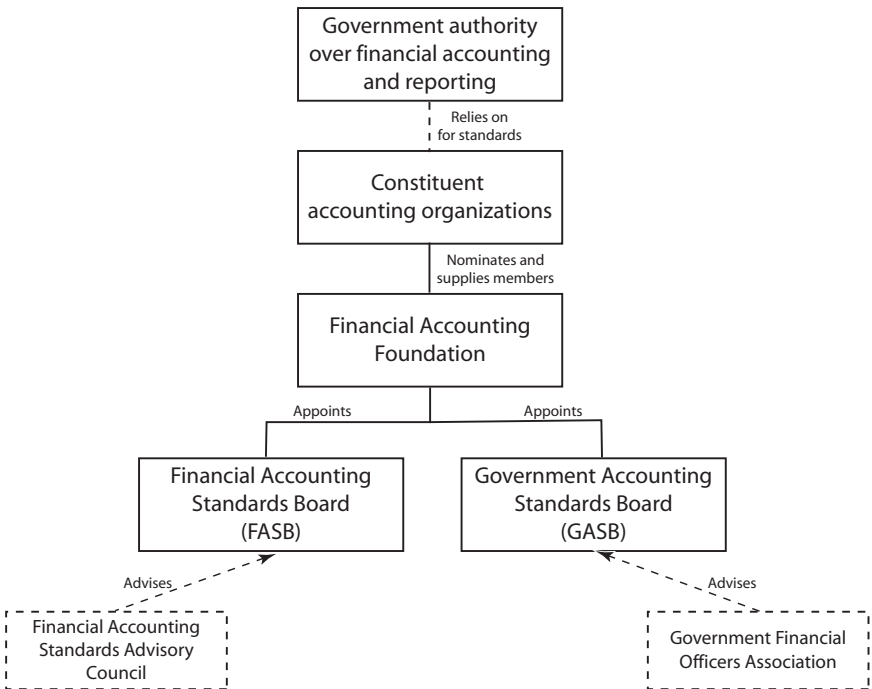 Government authority
over financial accounting
and reporting
Relies on
for standards
Constituent
accounting organizations
Nominates and
supplies members
Financial Accounting
Foundation
Appoints
Appoints
Financial Accounting
Standards Board
(FASB)
Government Accounting
Standards Board
(GASB)
Advises
Advises
Financial Accounting
Standards Advisory
Council
Government Financial
Officers Association